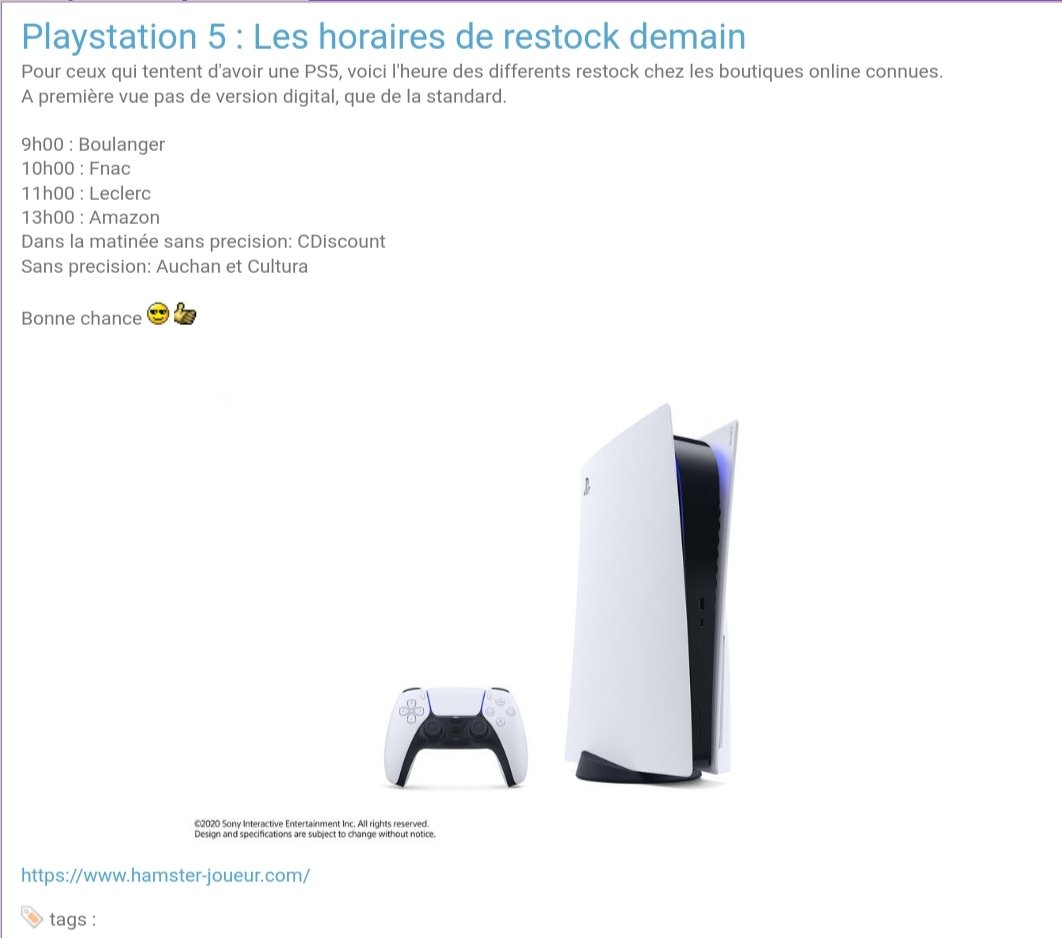 Playstation 5 : Les horaires de restock demain
Pour ceux qui tentent d'avoir une PS5, voici l'heure des differents restock chez les boutiques online connues.
A première vue pas de version digital, que de la standard.
9h00 : Boulanger
10h00 : Fnac
11h00 : Leclerc
13h00 : Amazon
Dans la matinée sans precision: CDiscount
Sans precision: Auchan et Cultura
Bonne chance
©2020 Sony Interactive Entertainment Inc. All rights reserved.
Design and specifications are subject to change without notice.
https://www.hamster-joueur.com/
tags :